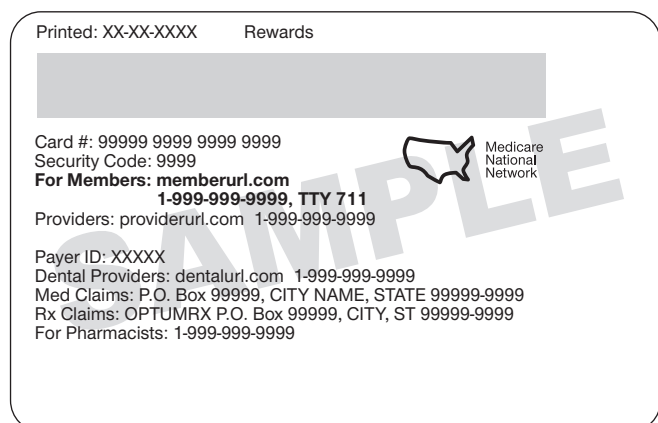 Printed: XX-XX-XXXX Rewards
Card #: 99999 9999 9999 9999
Security Code: 9999
For Members: memberurl.com
1-999-999-9999, TTY 711
Providers: providerurl.com 1-999-999-9999
Medicare
National
Network
Payer ID: XXXXX
Dental Providers: dentalurl.com 1-999-999-9999
Med Claims: P.O. Box 99999, CITY NAME, STATE 99999-9999
Rx Claims: OPTUMRX P.O. Box 99999, CITY, ST 99999-9999
For Pharmacists: 1-999-999-9999
SAMPLE